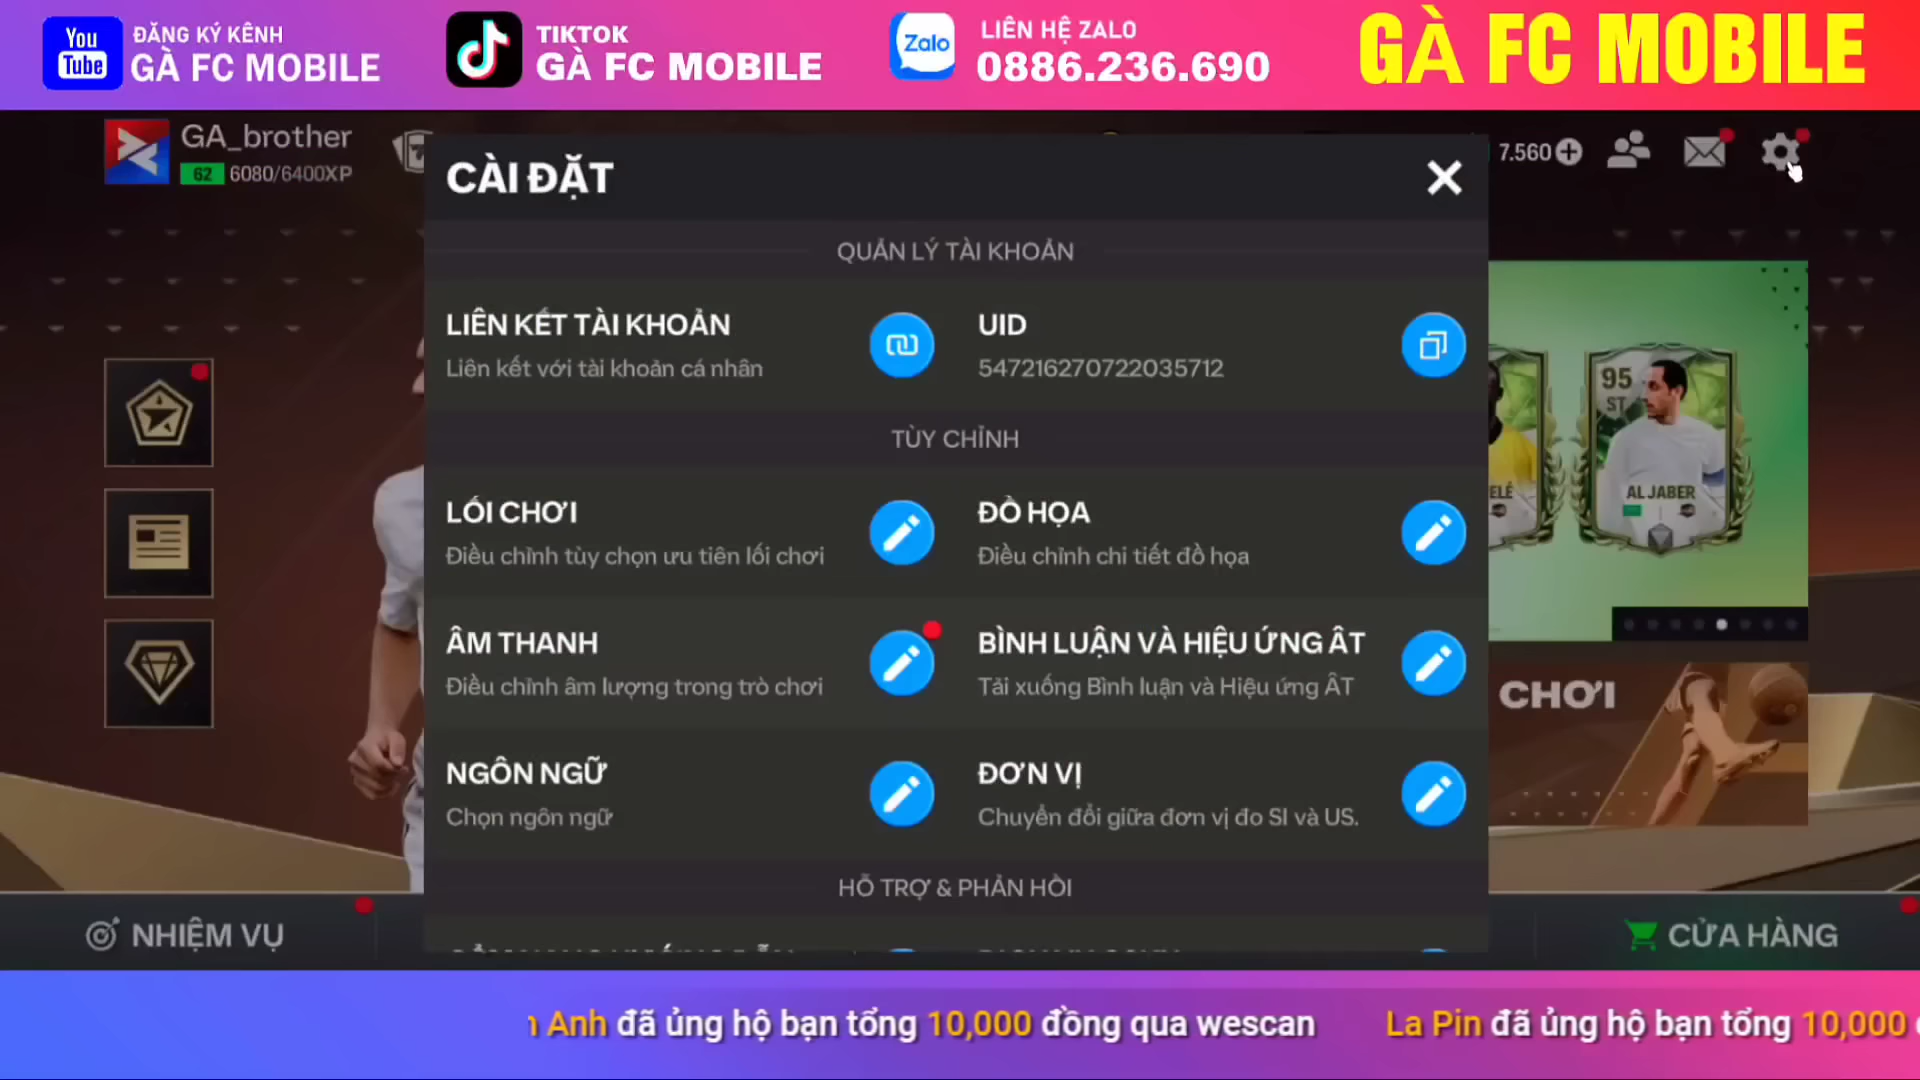 You
Tube
ĐĂNG KÝ KÊNH
GÀ FC MOBILE
TIKTOK
GÀ FC MOBILE
Zalo
LIÊN HỆ ZALO
0886.236.690
GÀ FC MOBILE
GA_brother
62 6080/6400XP
7.560
CÀI ĐẶT
QUẢN LÝ TÀI KHOẢN
LIÊN KẾT TÀI KHOẢN
Liên kết với tài khoản cá nhân
UID
547216270722035712
TÙY CHỈNH
LỐI CHƠI
Điều chỉnh tùy chọn ưu tiên lối chơi
ĐỒ HỌA
Điều chỉnh chi tiết đồ họa
ÂM THANH
Điều chỉnh âm lượng trong trò chơi
BÌNH LUẬN VÀ HIỆU ỨNG ÂT
Tải xuống Bình luận và Hiệu ứng ÂT
NGÔN NGỮ
Chọn ngôn ngữ
ĐƠN VỊ
Chuyển đổi giữa đơn vị đo SI và US.
HỖ TRỢ & PHẢN HỒI
95
ST
ELÉ
AL JABER
CHƠI
NHIỆM VỤ
CỬA HÀNG
Anh đã ủng hộ bạn tổng 10,000 đồng qua wescan
La Pin đã ủng hộ bạn tổng 10,000